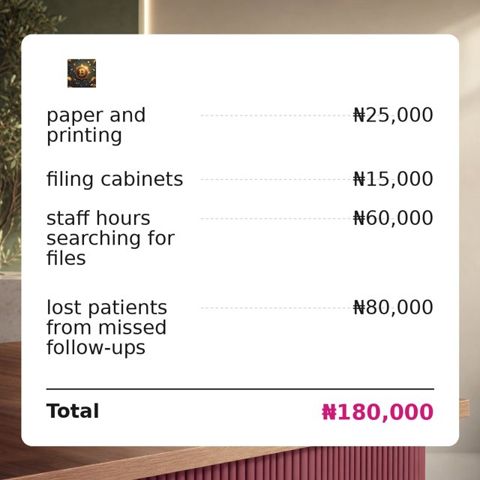 paper and ₦25,000
printing
filing cabinets ₦15,000
staff hours ₦60,000
searching for
files
lost patients ₦80,000
from missed
follow-ups
Total ₦180,000